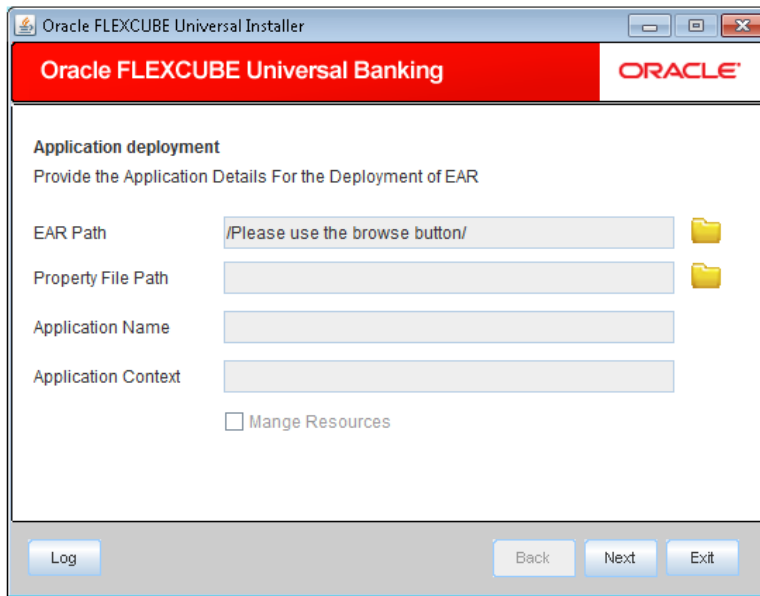 Oracle FLEXCUBE Universal Installer
Oracle FLEXCUBE Universal Banking
ORACLE'
Application deployment
Provide the Application Details For the Deployment of EAR
EAR Path
/Please use the browse button/
Property File Path
Application Name
Application Context
Mange Resources
Log
Back
Next
Exit